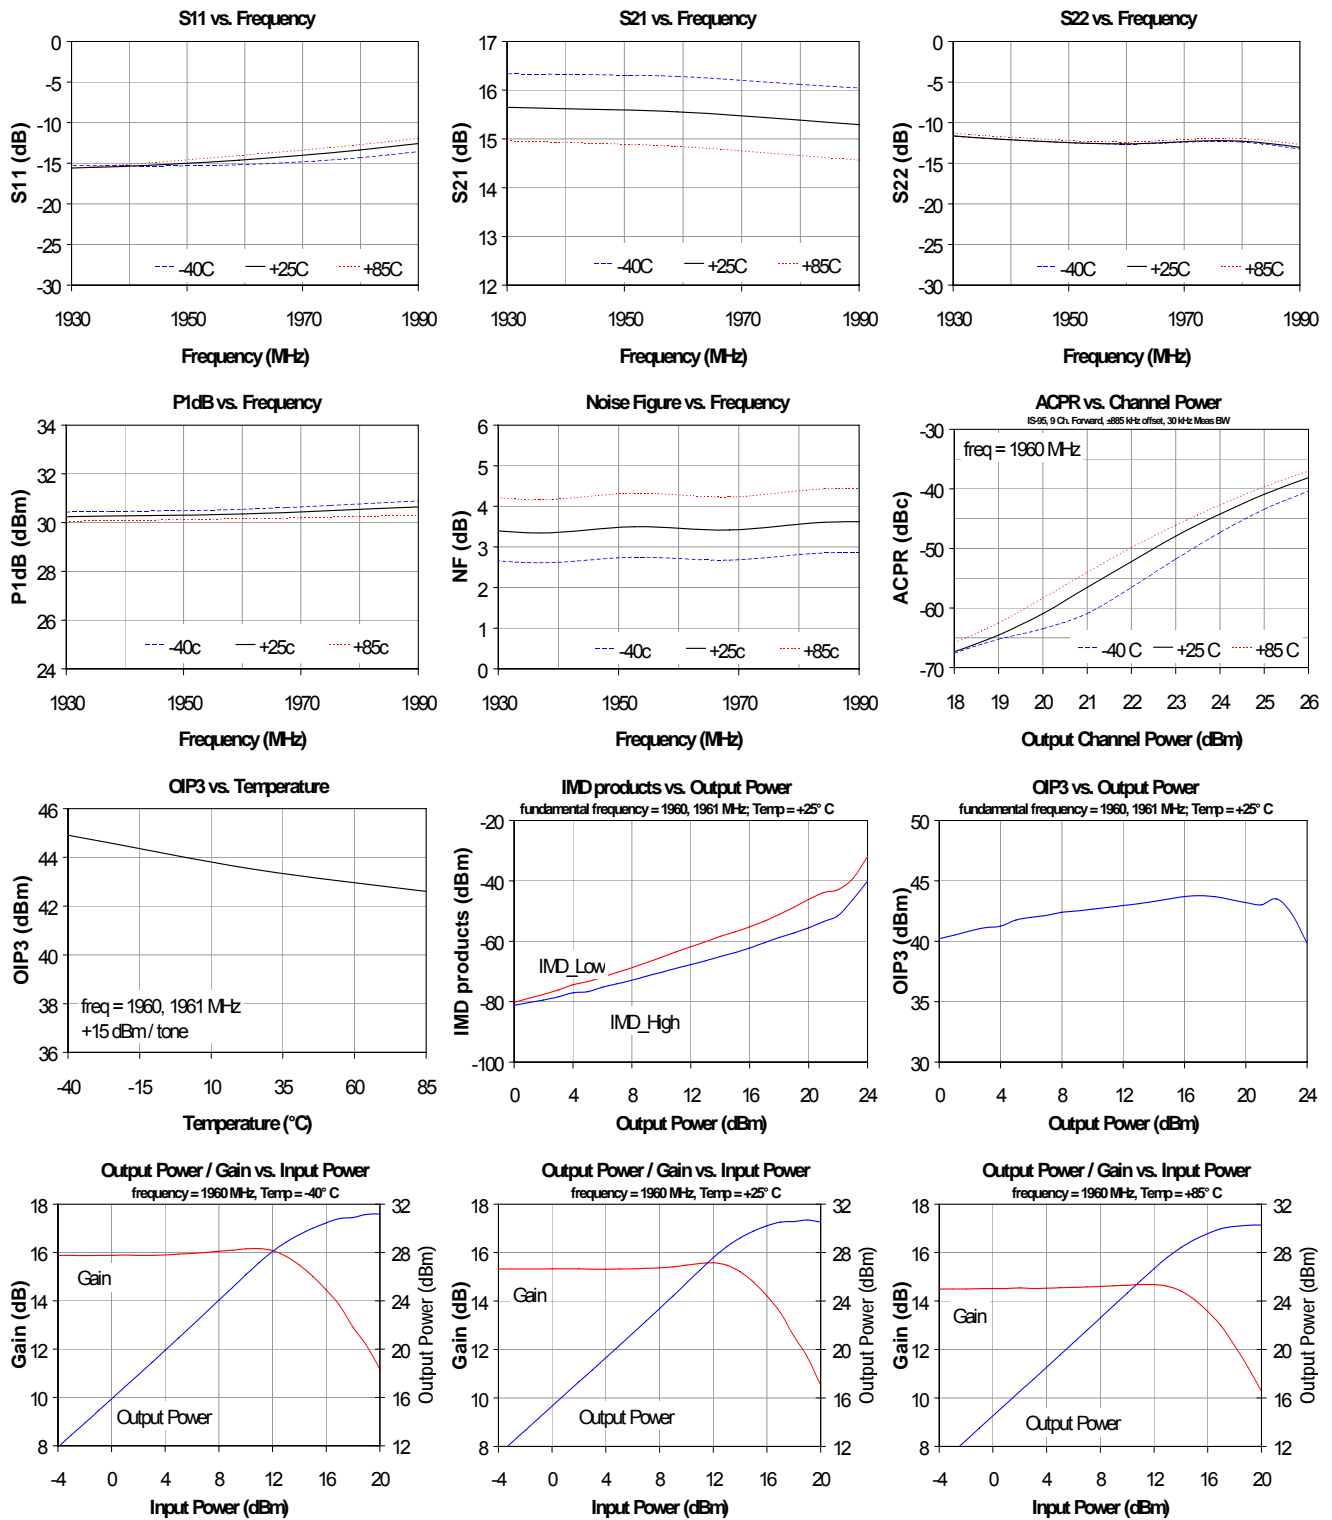 S11 vs. Frequency
0
-5
-10
-15
-20
-25
-30
S11 (dB)
-40C +25C +85C
1930 1950 1970 1990
Frequency (MHz)
S21 vs. Frequency
17
16
15
14
13
12
S21 (dB)
-40C +25C +85C
1930 1950 1970 1990
Frequency (MHz)
S22 vs. Frequency
0
-5
-10
-15
-20
-25
-30
S22 (dB)
-40C +25C +85C
1930 1950 1970 1990
Frequency (MHz)
P1dB vs. Frequency
34
32
30
28
26
24
P1dB (dBm)
-40c +25c +85c
1930 1950 1970 1990
Frequency (MHz)
Noise Figure vs. Frequency
6
5
4
3
2
1
0
NF (dB)
-40c +25c +85c
1930 1950 1970 1990
Frequency (MHz)
ACPR vs. Channel Power
IS-95, 9 Ch. Forward, ±885 kHz offset, 30 kHz Meas BW
freq = 1960 MHz
-30
-40
-50
-60
-70
ACPR (dBc)
-40 C +25 C +85 C
18 19 20 21 22 23 24 25 26
Output Channel Power (dBm)
OIP3 vs. Temperature
46
44
42
40
38
36
OIP3 (dBm)
freq = 1960, 1961 MHz
+15 dBm / tone
-40 -15 10 35 60 85
Temperature (°C)
IMD products vs. Output Power
fundamental frequency = 1960, 1961 MHz; Temp = +25° C
-20
-40
-60
-80
-100
IMD products (dBm)
IMD_Low
IMD_High
0 4 8 12 16 20 24
Output Power (dBm)
OIP3 vs. Output Power
fundamental frequency = 1960, 1961 MHz; Temp = +25° C
50
45
40
35
30
OIP3 (dBm)
0 4 8 12 16 20 24
Output Power (dBm)
Output Power / Gain vs. Input Power
frequency = 1960 MHz, Temp = -40° C
18
16
14
12
10
8
Gain (dB)
Gain
Output Power
32
28
24
20
16
12
Output Power (dBm)
-4 0 4 8 12 16 20
Input Power (dBm)
Output Power / Gain vs. Input Power
frequency = 1960 MHz, Temp = +25° C
18
16
14
12
10
8
Gain (dB)
Gain
Output Power
32
28
24
20
16
12
Output Power (dBm)
-4 0 4 8 12 16 20
Input Power (dBm)
Output Power / Gain vs. Input Power
frequency = 1960 MHz, Temp = +85° C
18
16
14
12
10
8
Gain (dB)
Gain
Output Power
32
28
24
20
16
12
Output Power (dBm)
-4 0 4 8 12 16 20
Input Power (dBm)